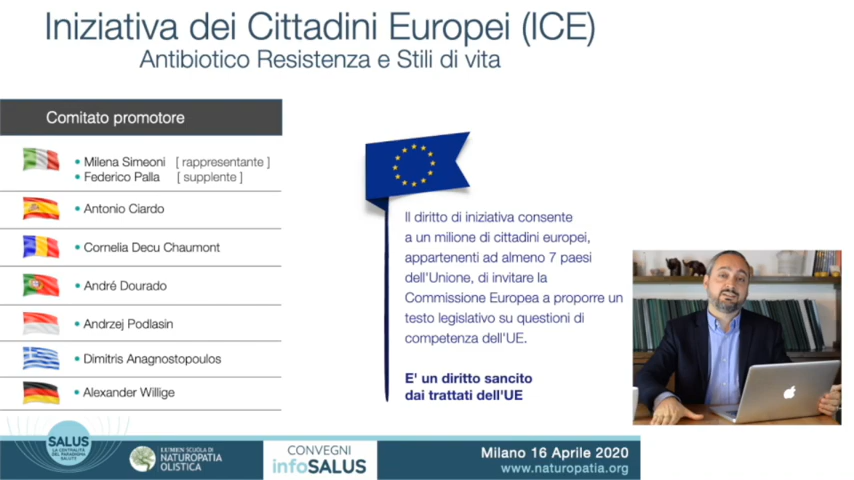 Iniziativa dei Cittadini Europei (ICE)
Antibiotico Resistenza e Stili di vita
Comitato promotore
• Milena Simeoni [ rappresentante ]
• Federico Palla [ supplente ]
• Antonio Ciardo
• Cornelia Decu Chaumont
• André Dourado
• Andrzej Podlasin
• Dimitris Anagnostopoulos
• Alexander Willige
Il diritto di iniziativa consente
a un milione di cittadini europei,
appartenenti ad almeno 7 paesi
dell'Unione, di invitare la
Commissione Europea a proporre un
testo legislativo su questioni di
competenza dell'UE.
E' un diritto sancito
dai trattati dell'UE
SALUS
LA CENTRALITÀ
DEL PARADIGMA
SALUTE
LUMEN SCUOLA DI
NATUROPATIA
OLISTICA
CONVEGNI
infoSALUS
Milano 16 Aprile 2020
www.naturopatia.org